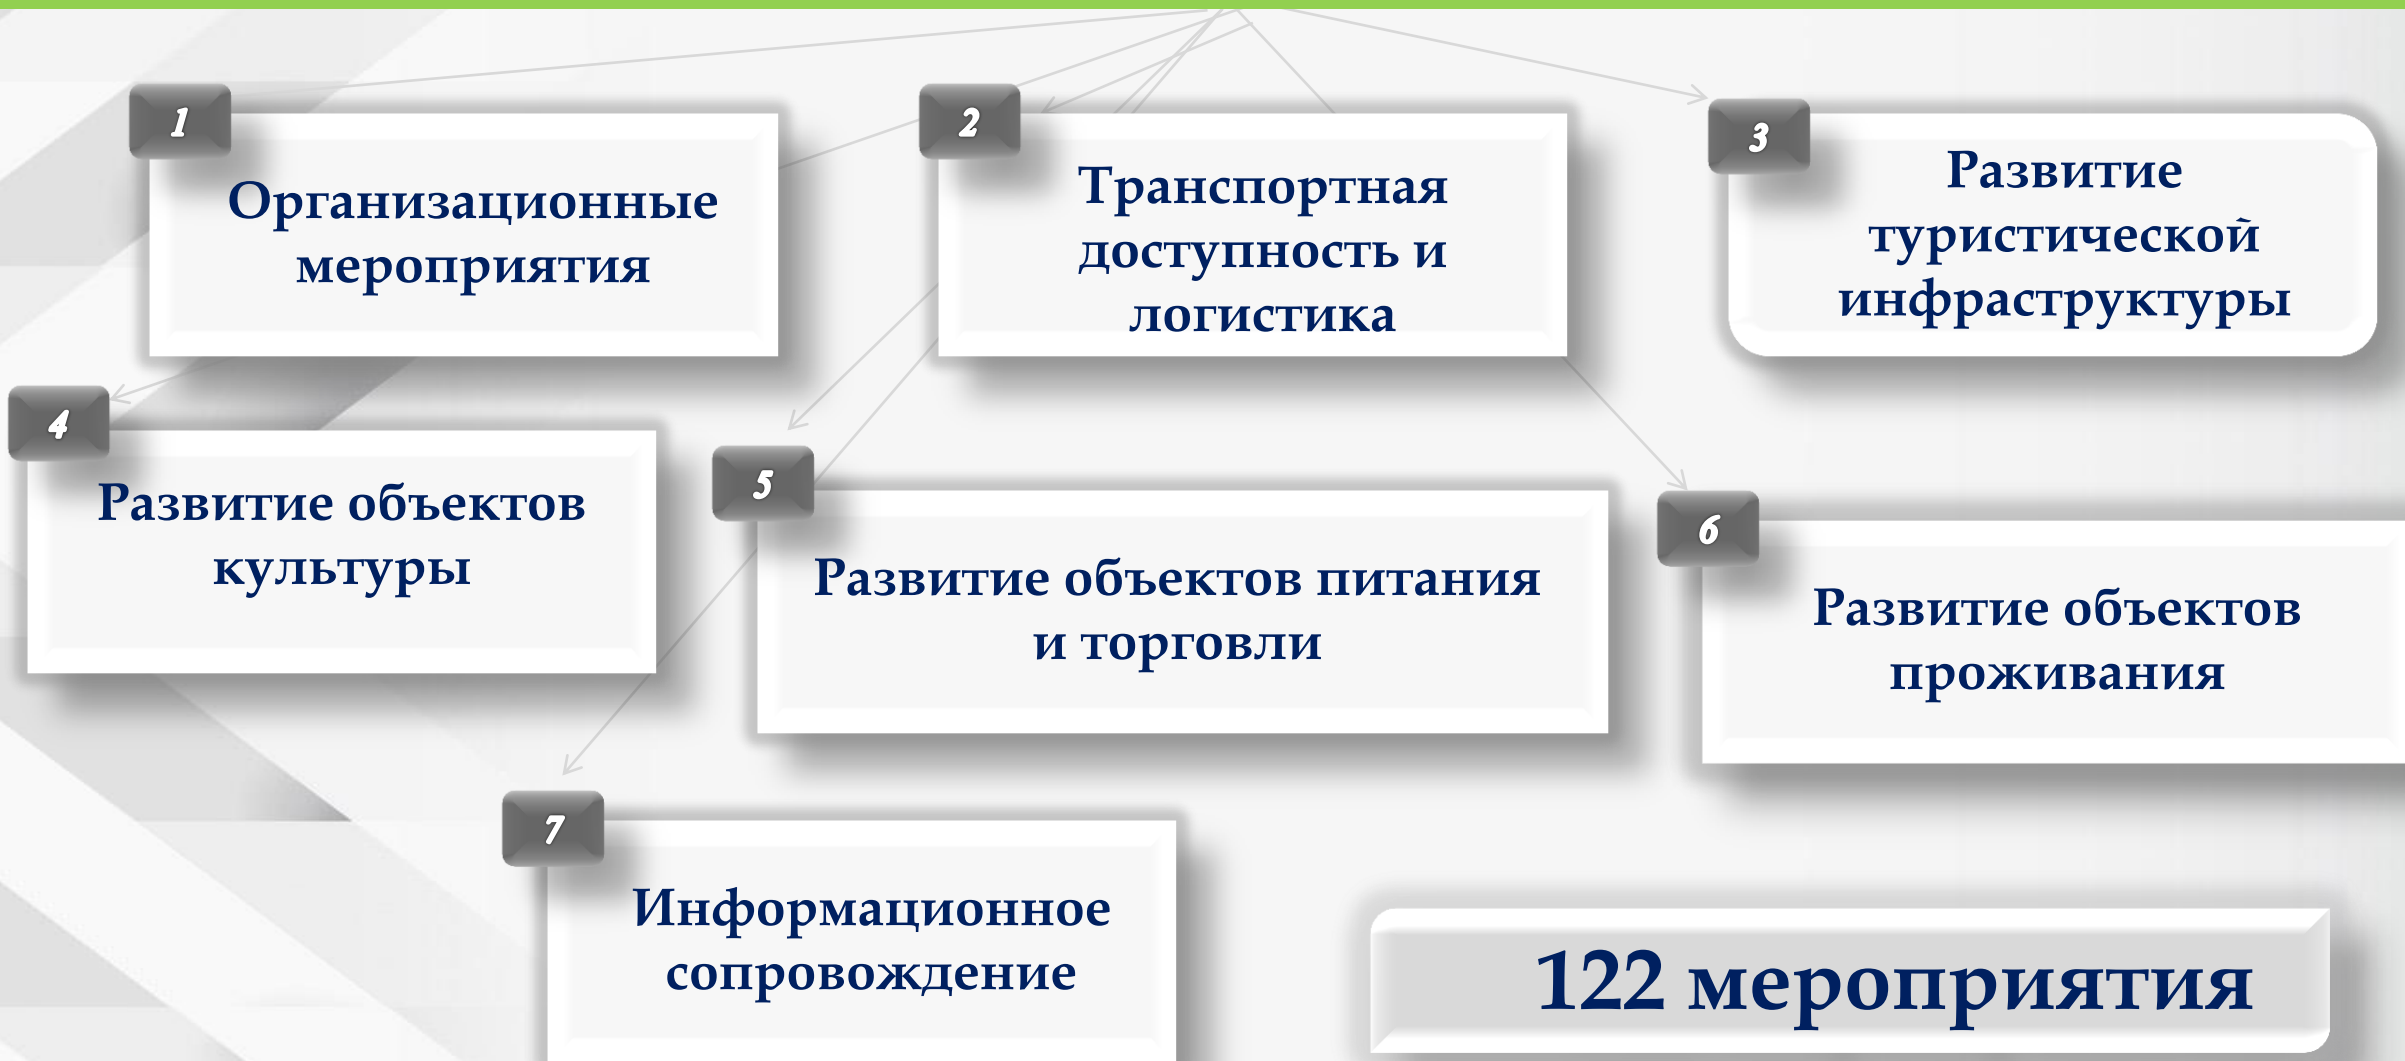 1
Организационные
мероприятия
2
Транспортная
доступность и
логистика
3
Развитие
туристической
инфраструктуры
4
Развитие объектов
культуры
5
Развитие объектов питания
и торговли
6
Развитие объектов
проживания
7
Информационное
сопровождение
122 мероприятия